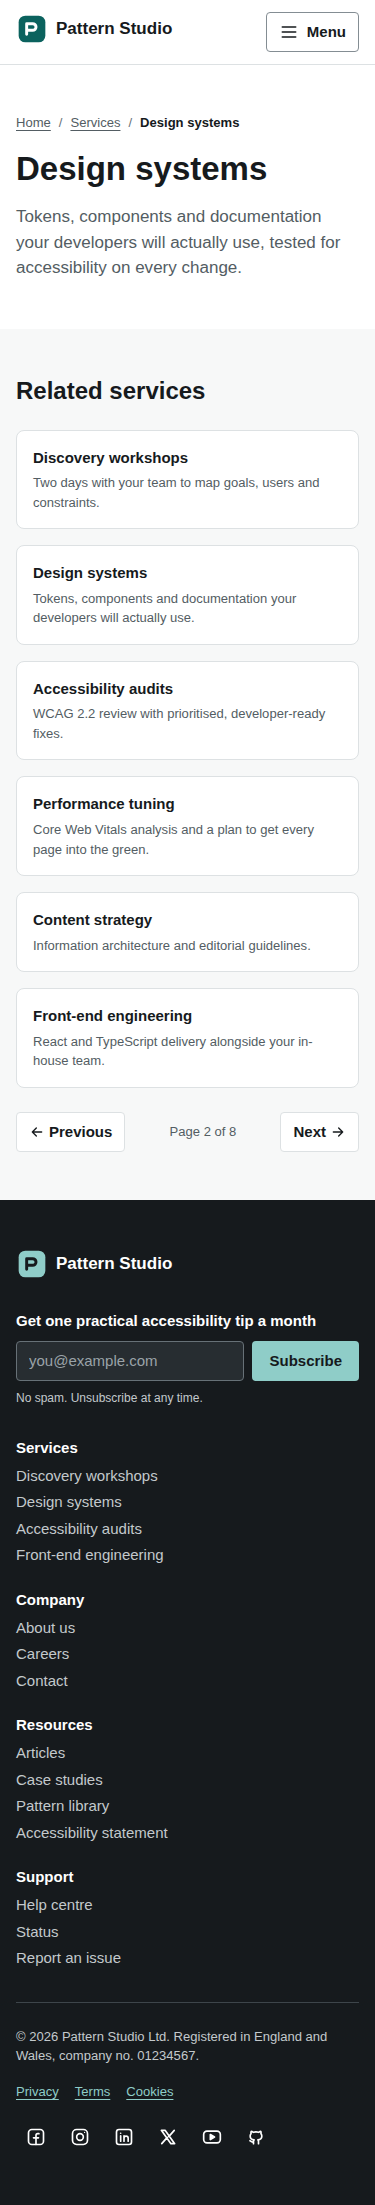 Pattern Studio
Menu
Home / Services / Design systems
Design systems
Tokens, components and documentation
your developers will actually use, tested for
accessibility on every change.
Related services
Discovery workshops
Two days with your team to map goals, users and
constraints.
Design systems
Tokens, components and documentation your
developers will actually use.
Accessibility audits
WCAG 2.2 review with prioritised, developer-ready
fixes.
Performance tuning
Core Web Vitals analysis and a plan to get every
page into the green.
Content strategy
Information architecture and editorial guidelines.
Front-end engineering
React and TypeScript delivery alongside your in-
house team.
← Previous
Page 2 of 8
Next →
Pattern Studio
Get one practical accessibility tip a month
you@example.com
Subscribe
No spam. Unsubscribe at any time.
Services
Discovery workshops
Design systems
Accessibility audits
Front-end engineering
Company
About us
Careers
Contact
Resources
Articles
Case studies
Pattern library
Accessibility statement
Support
Help centre
Status
Report an issue
© 2026 Pattern Studio Ltd. Registered in England and
Wales, company no. 01234567.
Privacy Terms Cookies